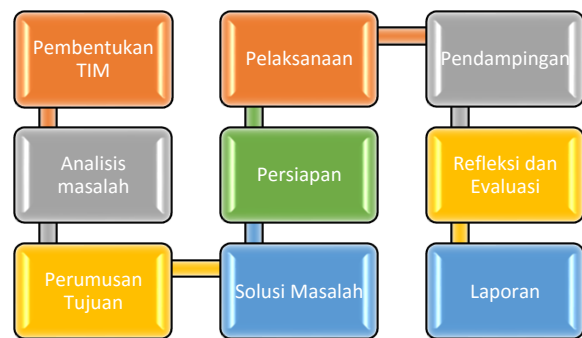 Pembentukan
TIM
Analisis
masalah
Perumusan
Tujuan
Solusi Masalah
Persiapan
Pelaksanaan
Pendampingan
Refleksi dan
Evaluasi
Laporan